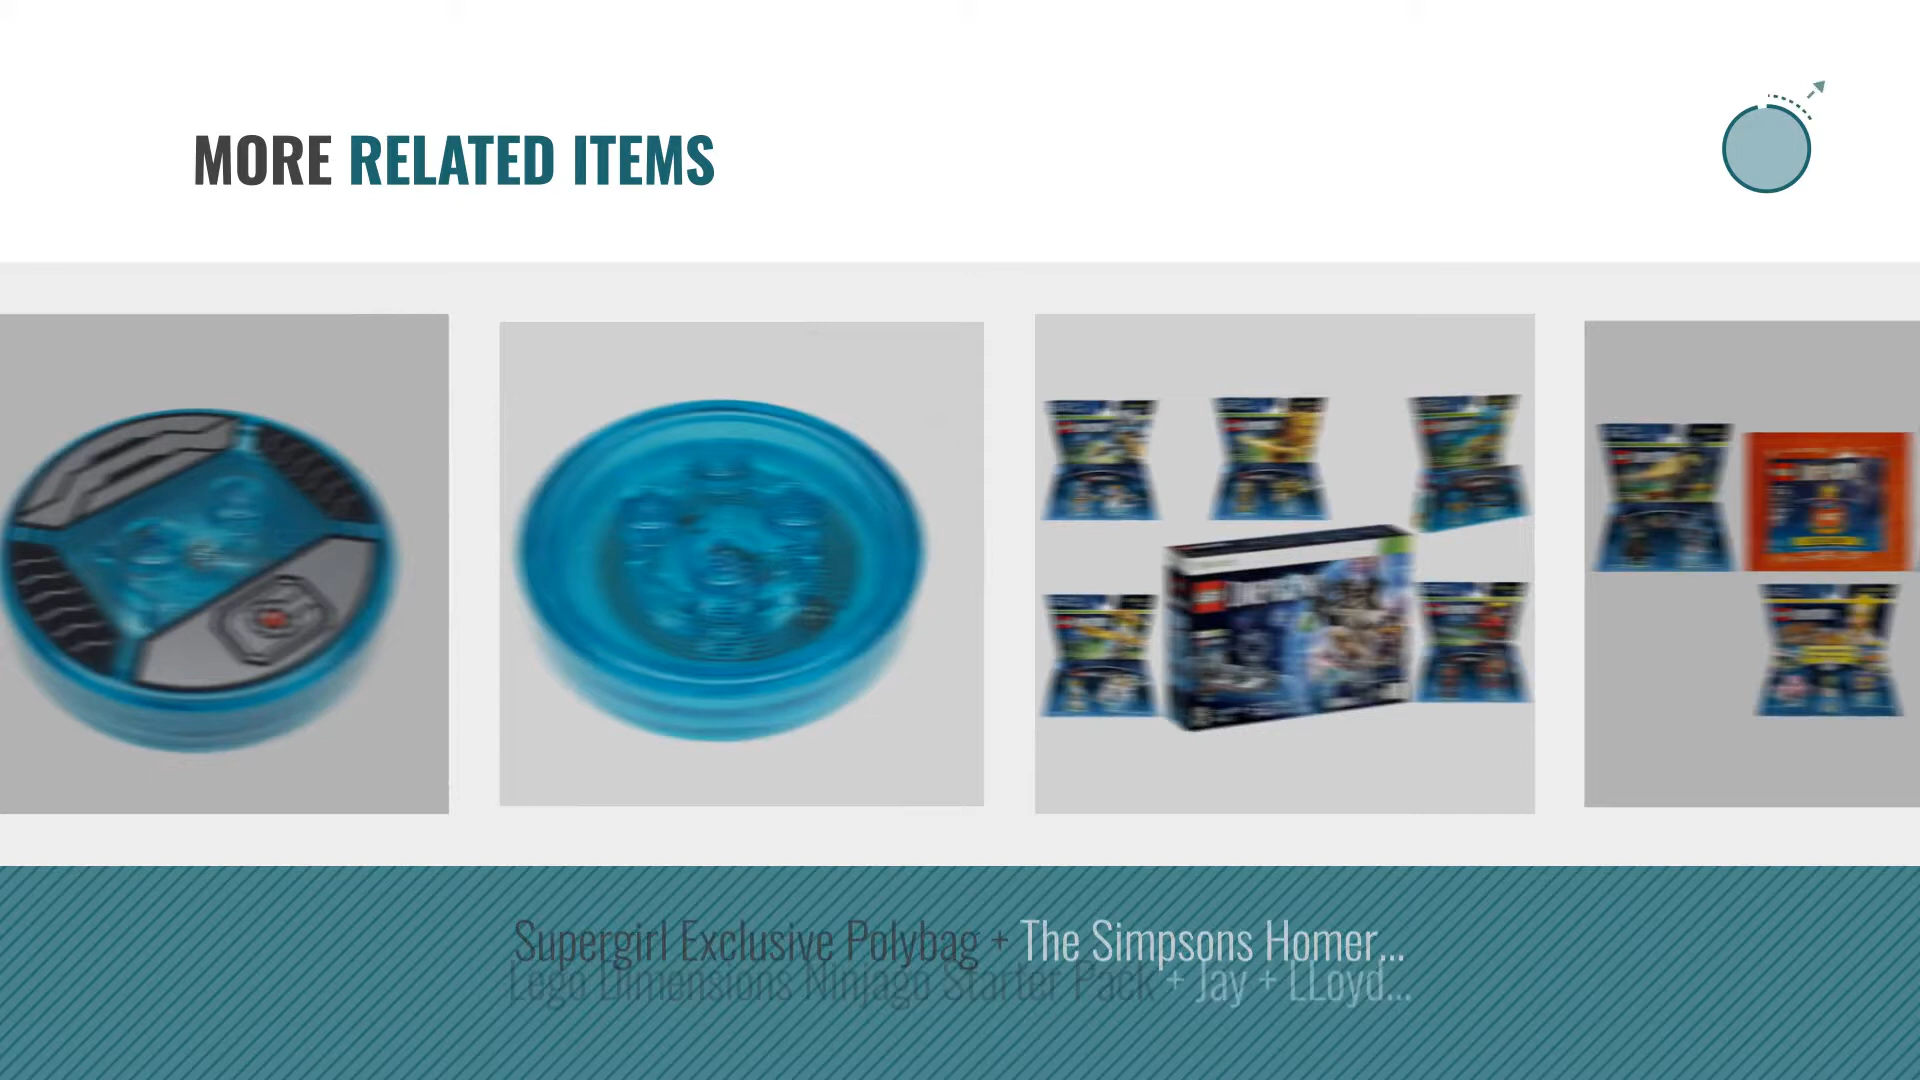 MORE RELATED ITEMS
Supergirl Exclusive Polybag + The Simpsons Homer...
Lego Dimensions Ninjago Starter Pack + Jay + LLoyd...